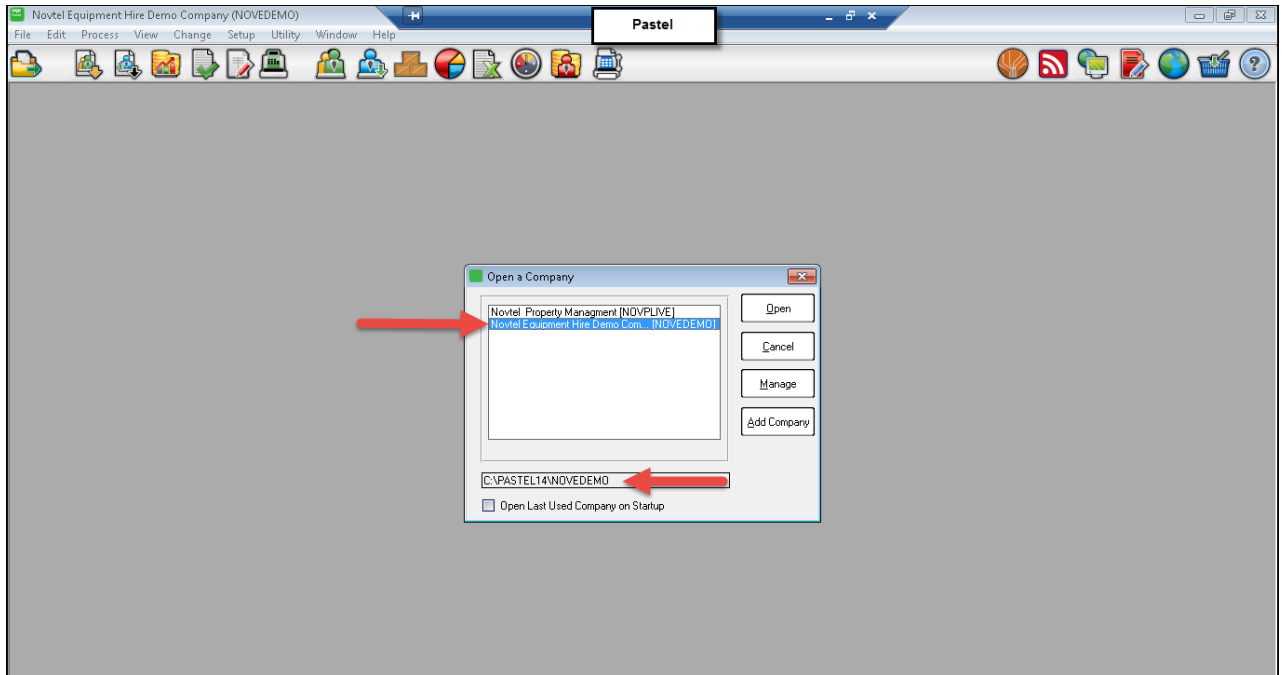 Novtel Equipment Hire Demo Company (NOVEDEMO)
Pastel
File Edit Process View Change Setup Utility Window Help
Open a Company
Novtel Property Managment [NOVPLIVE]
Novtel Equipment Hire Demo Com... [NOVEDEMO]
Open
Cancel
Manage
Add Company
C:\PASTEL14\NOVEDEMO
Open Last Used Company on Startup